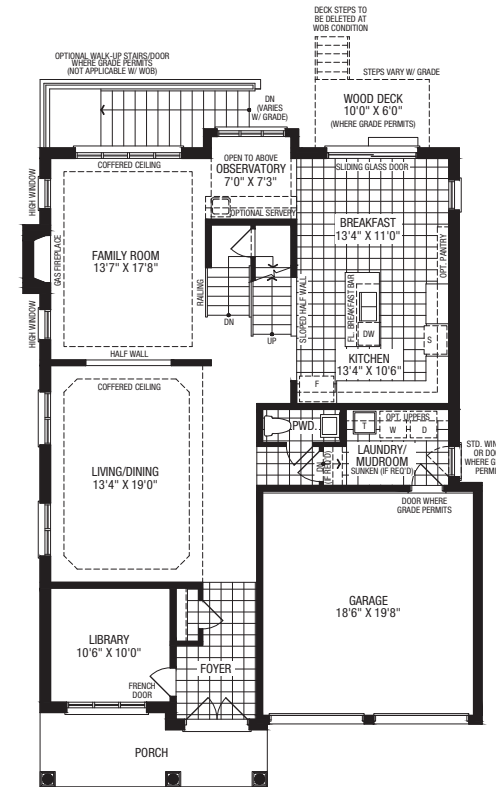 DECK STEPS TO
BE DELETED AT
WOB CONDITION
OPTIONAL WALK-UP STAIRS/DOOR
WHERE GRADE PERMITS
(NOT APPLICABLE W/ WOB)
STEPS VARY W/ GRADE
DN
(VARIES
W/ GRADE)
WOOD DECK
10'0" X 6'0"
(WHERE GRADE PERMITS)
COFFERED CEILING
OPEN TO ABOVE
OBSERVATORY
7'0" X 7'3"
SLIDING GLASS DOOR
HIGH WINDOW
OPTIONAL SERVERY
BREAKFAST
13'4" X 11'0"
OPT. PANTRY
GAS FIREPLACE
FAMILY ROOM
13'7" X 17'8"
RAILING
DN
UP
SLOPED HALF WALL
FL. BREAKFAST BAR
DW
S
HIGH WINDOW
HALF WALL
KITCHEN
13'4" X 10'6"
F
COFFERED CEILING
PWD.
OPT. UPPERS
T
W
D
LIVING/DINING
13'4" X 19'0"
DN
(IF REQ'D)
LAUNDRY/
MUDROOM
SUNKEN (IF REQ'D)
STD. WIN
OR DOO
WHERE G
PERMI
DOOR WHERE
GRADE PERMITS
GARAGE
18'6" X 19'8"
LIBRARY
10'6" X 10'0"
FOYER
FRENCH
DOOR
PORCH